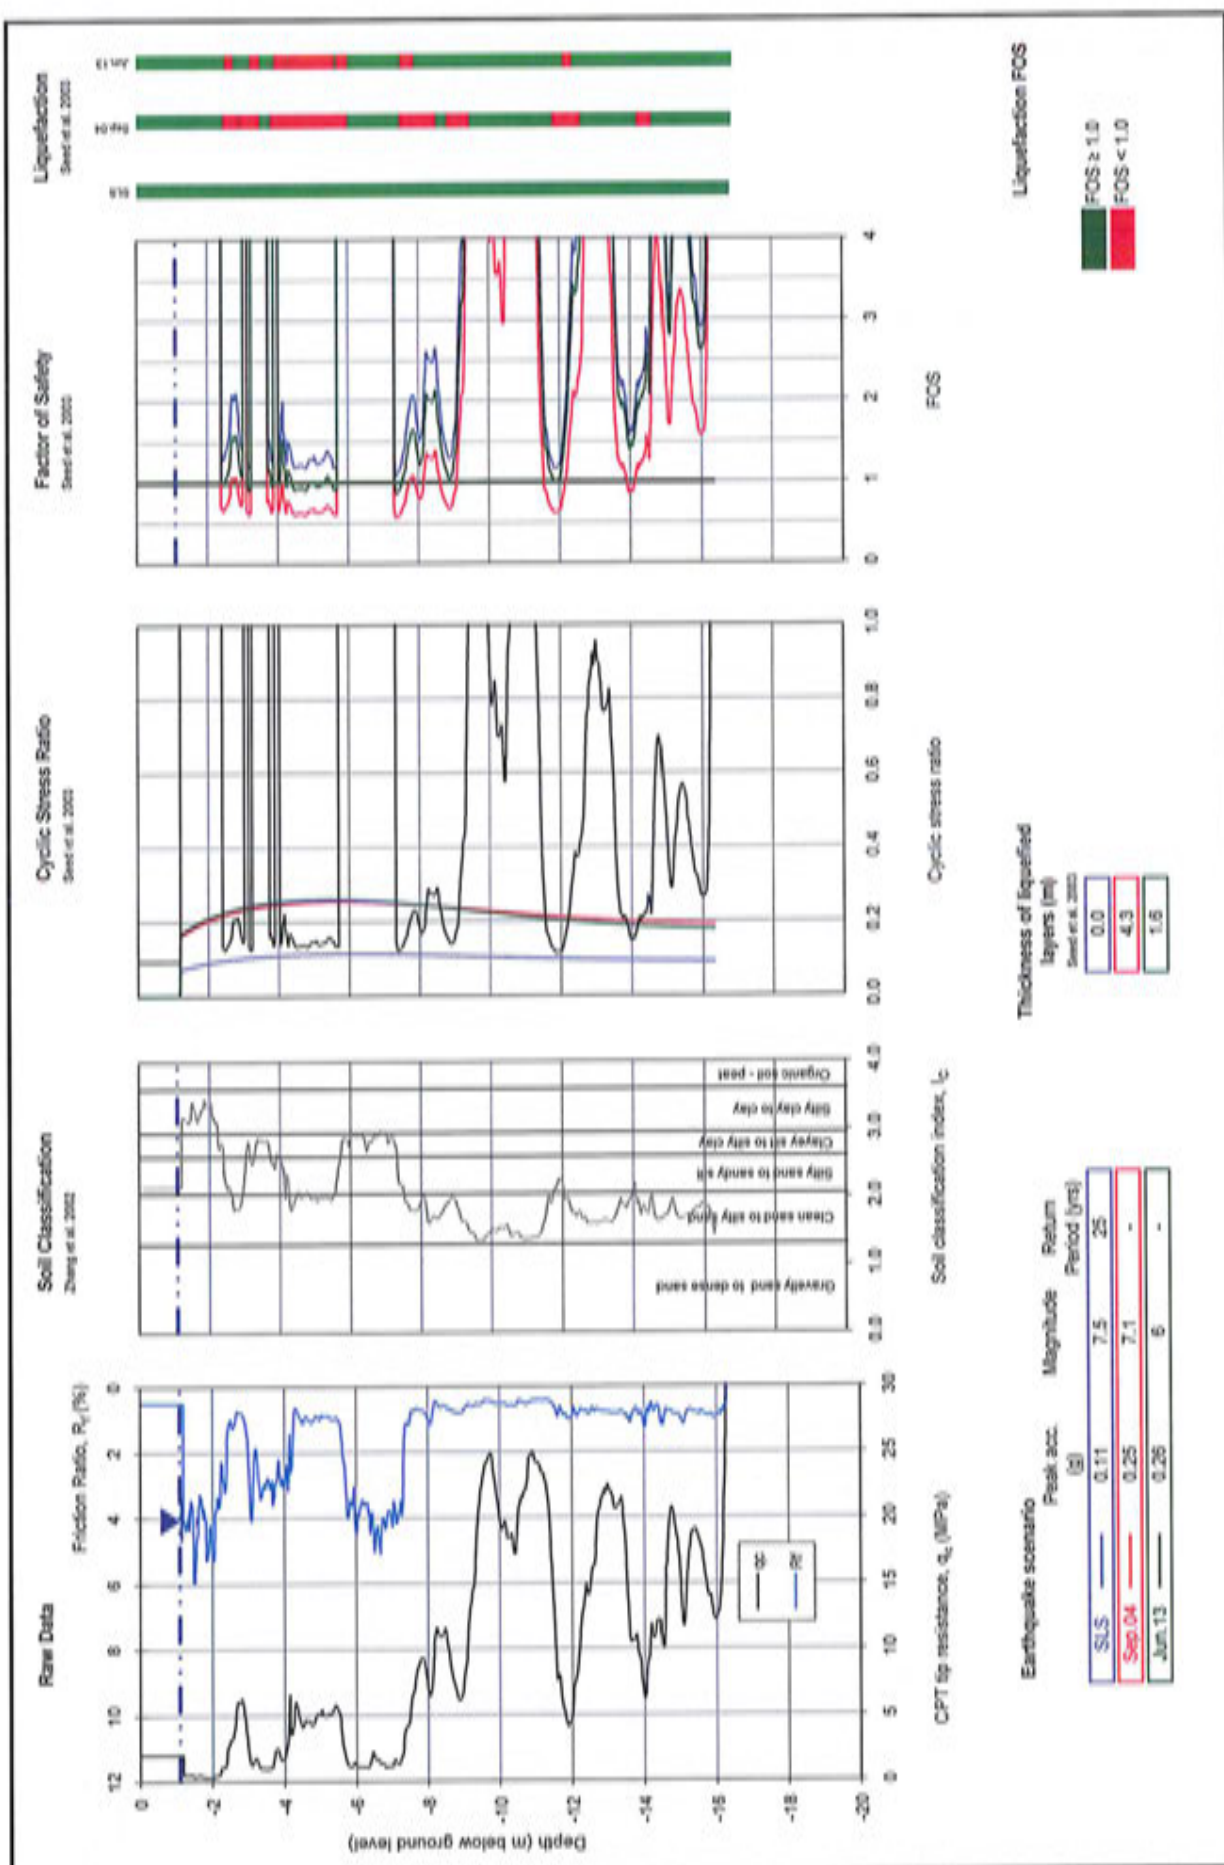 Raw Data
Friction Ratio, Rf (%)
0
2
4
6
8
10
12
0
-2
-4
-6
-8
-10
-12
-14
-16
-18
-20
Depth (m below ground level)
0
5
10
15
20
25
30
CPT tip resistance, qc (MPa)
qc
Rf
Soil Classification
Zhang et al. 2002
Gravelly sand to dense sand
Clean sand to silty sand
Silty sand to sandy silt
Clayey silt to silty clay
Silty clay to clay
Organic soil - peat
0.0
1.0
2.0
3.0
4.0
Soil classification index, Ic
Cyclic Stress Ratio
Seed et al. 2003
0.0
0.2
0.4
0.6
0.8
1.0
Cyclic stress ratio
Factor of Safety
Seed et al. 2003
0
1
2
3
4
FOS
Liquefaction
Seed et al. 2003
SLS
Sep.04
Jun.13
Earthquake scenario
Peak acc. (g)
Magnitude
Return Period (yrs)
SLS 0.11 7.5 25
Sep.04 0.25 7.1 -
Jun.13 0.26 6 -
Thickness of liquefied
layers (m)
Seed et al. 2003
0.0
4.3
1.6
Liquefaction FOS
FOS ≥ 1.0
FOS < 1.0